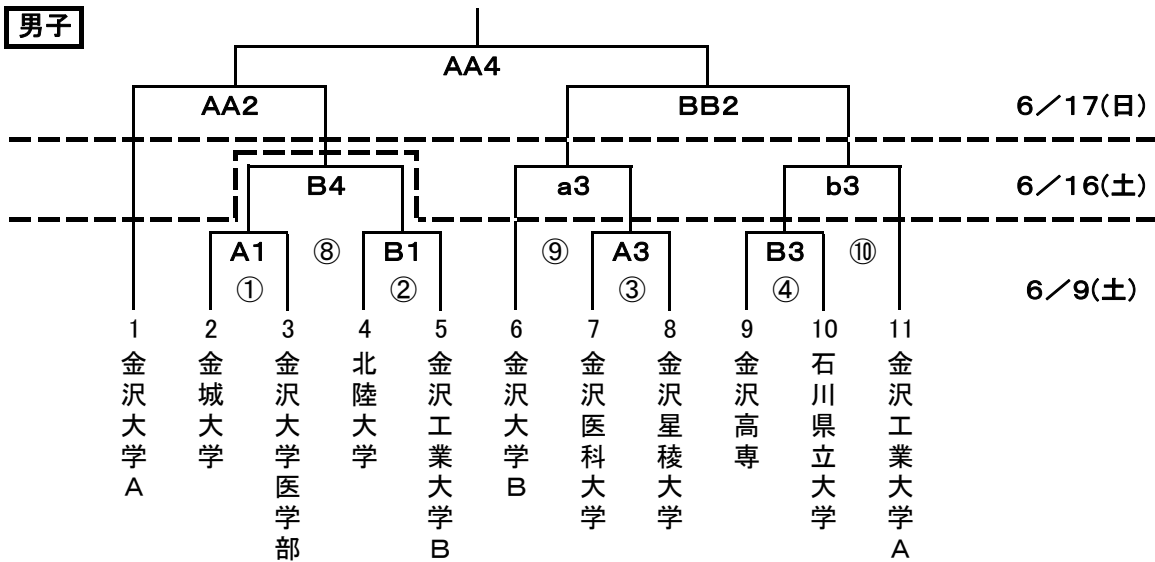 男子
AA4
AA2
BB2
6／17(日)
B4
a3
b3
6／16(土)
A1
⑧
B1
⑨
A3
B3
⑩
①
②
③
④
6／9(土)
1
2
3
4
5
6
7
8
9
10
11
金沢大学A
金城大学
金沢大学医学部
北陸大学
金沢工業大学B
金沢大学B
金沢医科大学
金沢星稜大学
金沢高専
石川県立大学
金沢工業大学A